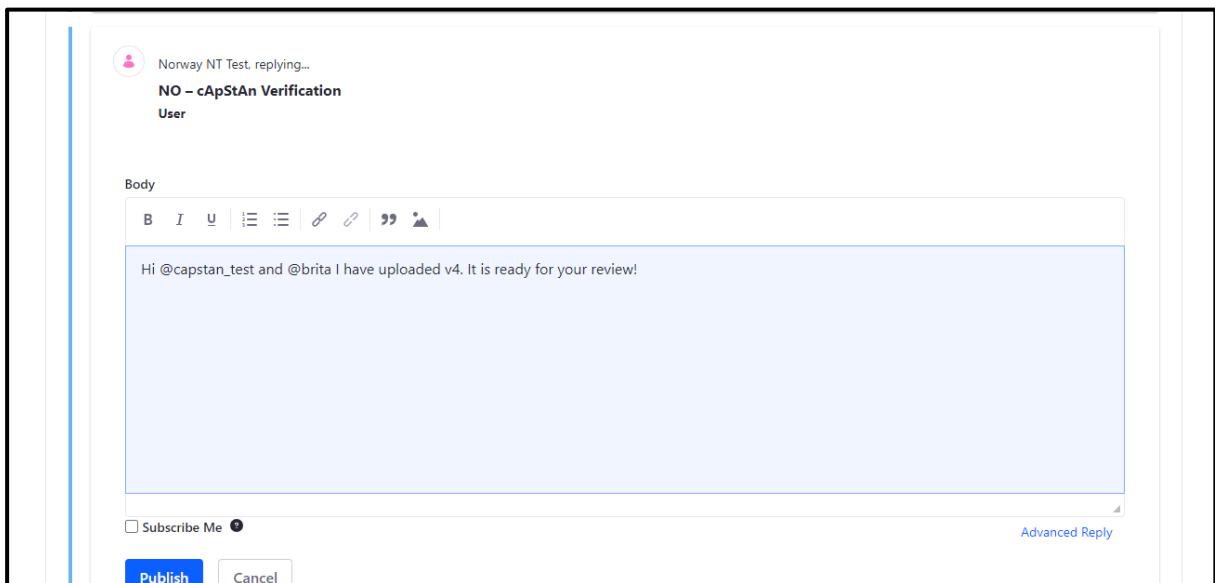 Norway NT Test, replying...
NO – cApStAn Verification
User
Body
B I U
Hi @capstan_test and @brita I have uploaded v4. It is ready for your review!
Subscribe Me ?
Advanced Reply
Publish Cancel